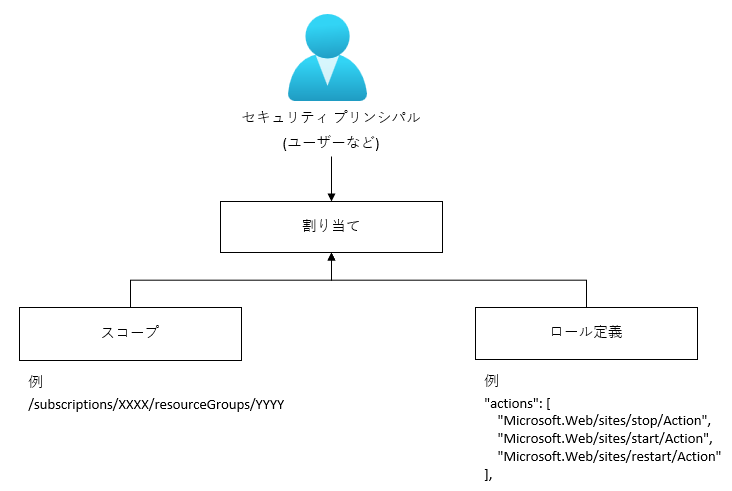 セキュリティ プリンシパル
(ユーザーなど)
割り当て
スコープ
ロール定義
例
/subscriptions/XXXX/resourceGroups/YYYY
例
"actions": [
"Microsoft.Web/sites/stop/Action",
"Microsoft.Web/sites/start/Action",
"Microsoft.Web/sites/restart/Action"
],